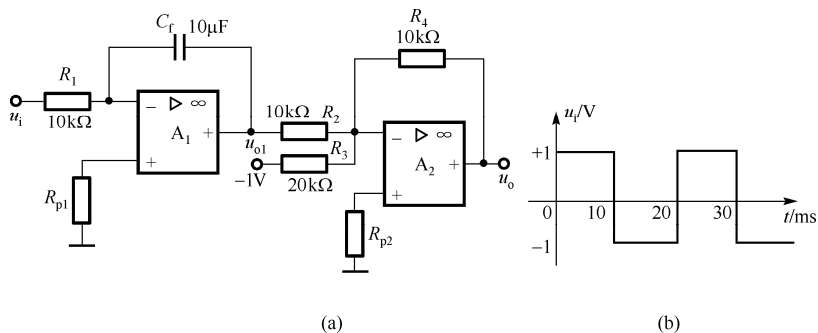 C_f 10μF
R_4
10kΩ
R_1
u_i
10kΩ
− ▷ ∞
A_1 +
+
10kΩ R_2
u_o1 R_3
−1V
20kΩ
− ▷ ∞
A_2 +
+
u_o
R_p1
R_p2
(a)
u_i/V
+1
0 10 20 30 t/ms
−1
(b)